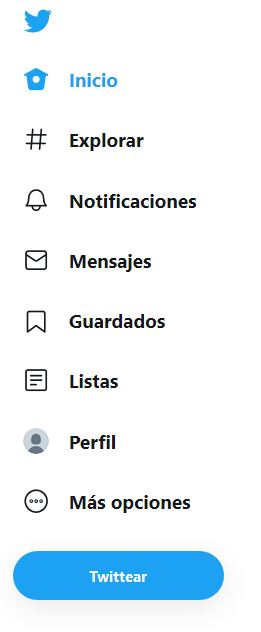 Inicio
Explorar
Notificaciones
Mensajes
Guardados
Listas
Perfil
Más opciones
Twittear